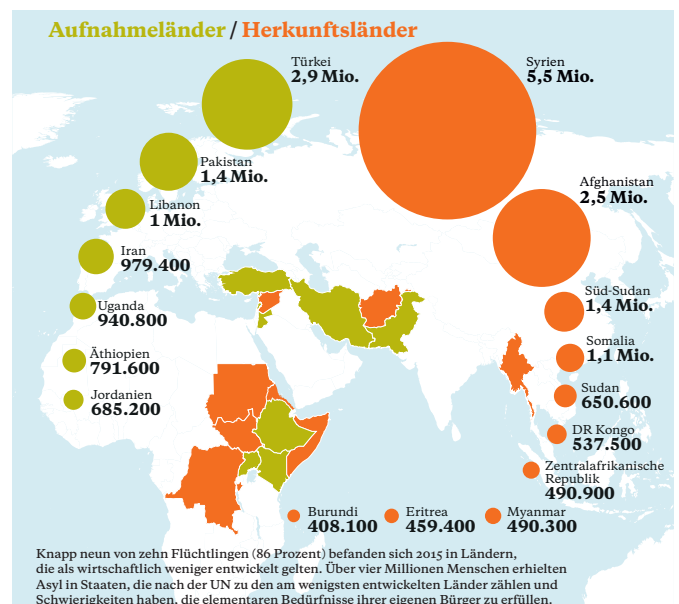 Aufnahmeländer / Herkunftsländer
Türkei
2,9 Mio.
Pakistan
1,4 Mio.
Libanon
1 Mio.
Iran
979.400
Uganda
940.800
Äthiopien
791.600
Jordanien
685.200
Syrien
5,5 Mio.
Afghanistan
2,5 Mio.
Süd-Sudan
1,4 Mio.
Somalia
1,1 Mio.
Sudan
650.600
DR Kongo
537.500
Zentralafrikanische
Republik
490.900
Burundi
408.100
Eritrea
459.400
Myanmar
490.300
Knapp neun von zehn Flüchtlingen (86 Prozent) befanden sich 2015 in Ländern,
die als wirtschaftlich weniger entwickelt gelten. Über vier Millionen Menschen erhielten
Asyl in Staaten, die nach der UN zu den am wenigsten entwickelten Länder zählen und
Schwierigkeiten haben, die elementaren Bedürfnisse ihrer eigenen Bürger zu erfüllen.